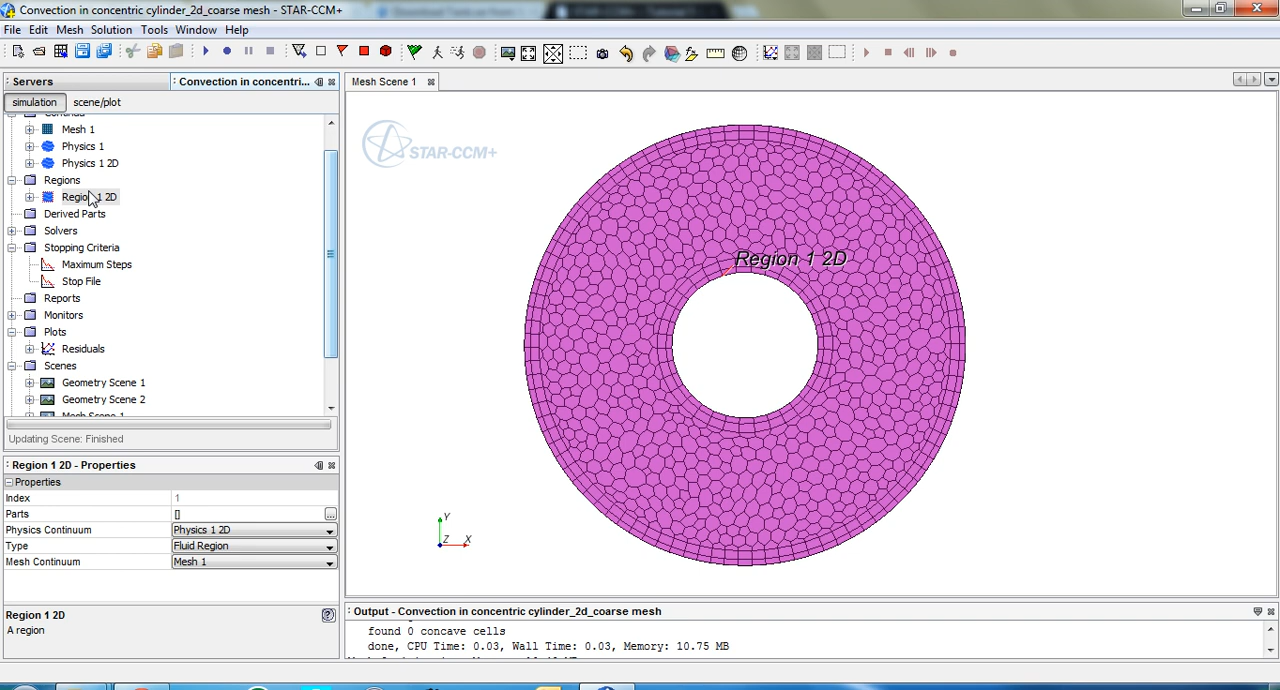 Convection in concentric cylinder_2d_coarse mesh - STAR-CCM+
File Edit Mesh Solution Tools Window Help
Servers
Convection in concentri...
Mesh Scene 1
simulation scene/plot
Continua
Mesh 1
Physics 1
Physics 1 2D
Regions
Region 1 2D
Derived Parts
Solvers
Stopping Criteria
Maximum Steps
Stop File
Reports
Monitors
Plots
Residuals
Scenes
Geometry Scene 1
Geometry Scene 2
Mesh Scene 1
Updating Scene: Finished
Region 1 2D - Properties
Properties
Index 1
Parts []
Physics Continuum Physics 1 2D
Type Fluid Region
Mesh Continuum Mesh 1
Region 1 2D
A region
STAR-CCM+
Region 1 2D
Y
Z X
Output - Convection in concentric cylinder_2d_coarse mesh
found 0 concave cells
done, CPU Time: 0.03, Wall Time: 0.03, Memory: 10.75 MB